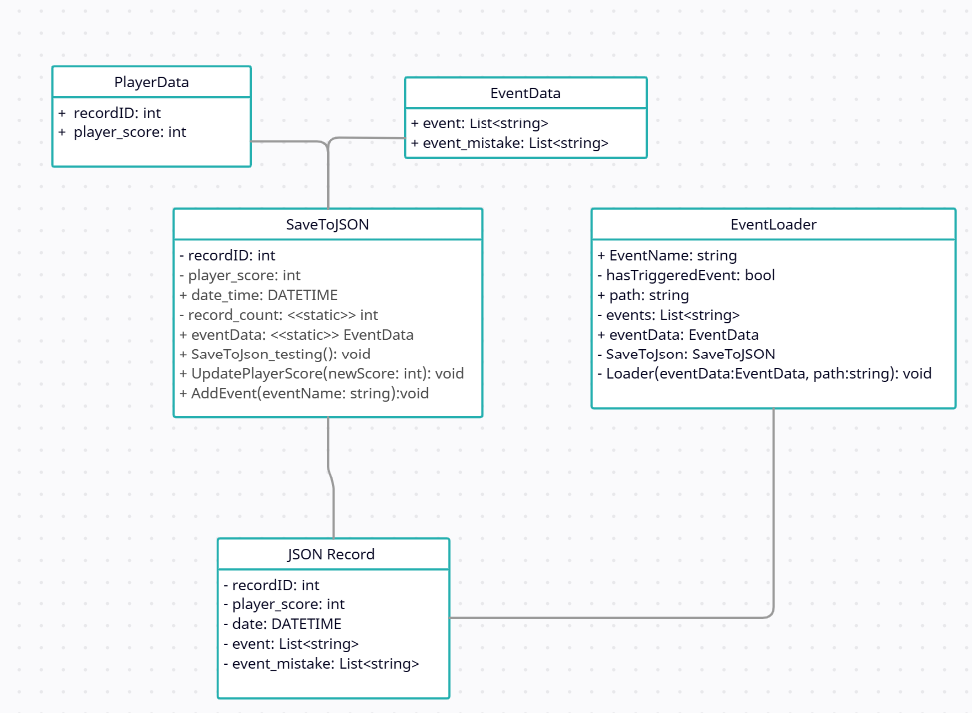 PlayerData
+ recordID: int
+ player_score: int
EventData
+ event: List<string>
+ event_mistake: List<string>
SaveToJSON
- recordID: int
- player_score: int
+ date_time: DATETIME
- record_count: <<static>> int
+ eventData: <<static>> EventData
+ SaveToJson_testing(): void
+ UpdatePlayerScore(newScore: int): void
+ AddEvent(eventName: string):void
EventLoader
+ EventName: string
- hasTriggeredEvent: bool
+ path: string
- events: List<string>
+ eventData: EventData
- SaveToJson: SaveToJSON
- Loader(eventData:EventData, path:string): void
JSON Record
- recordID: int
- player_score: int
- date: DATETIME
- event: List<string>
- event_mistake: List<string>